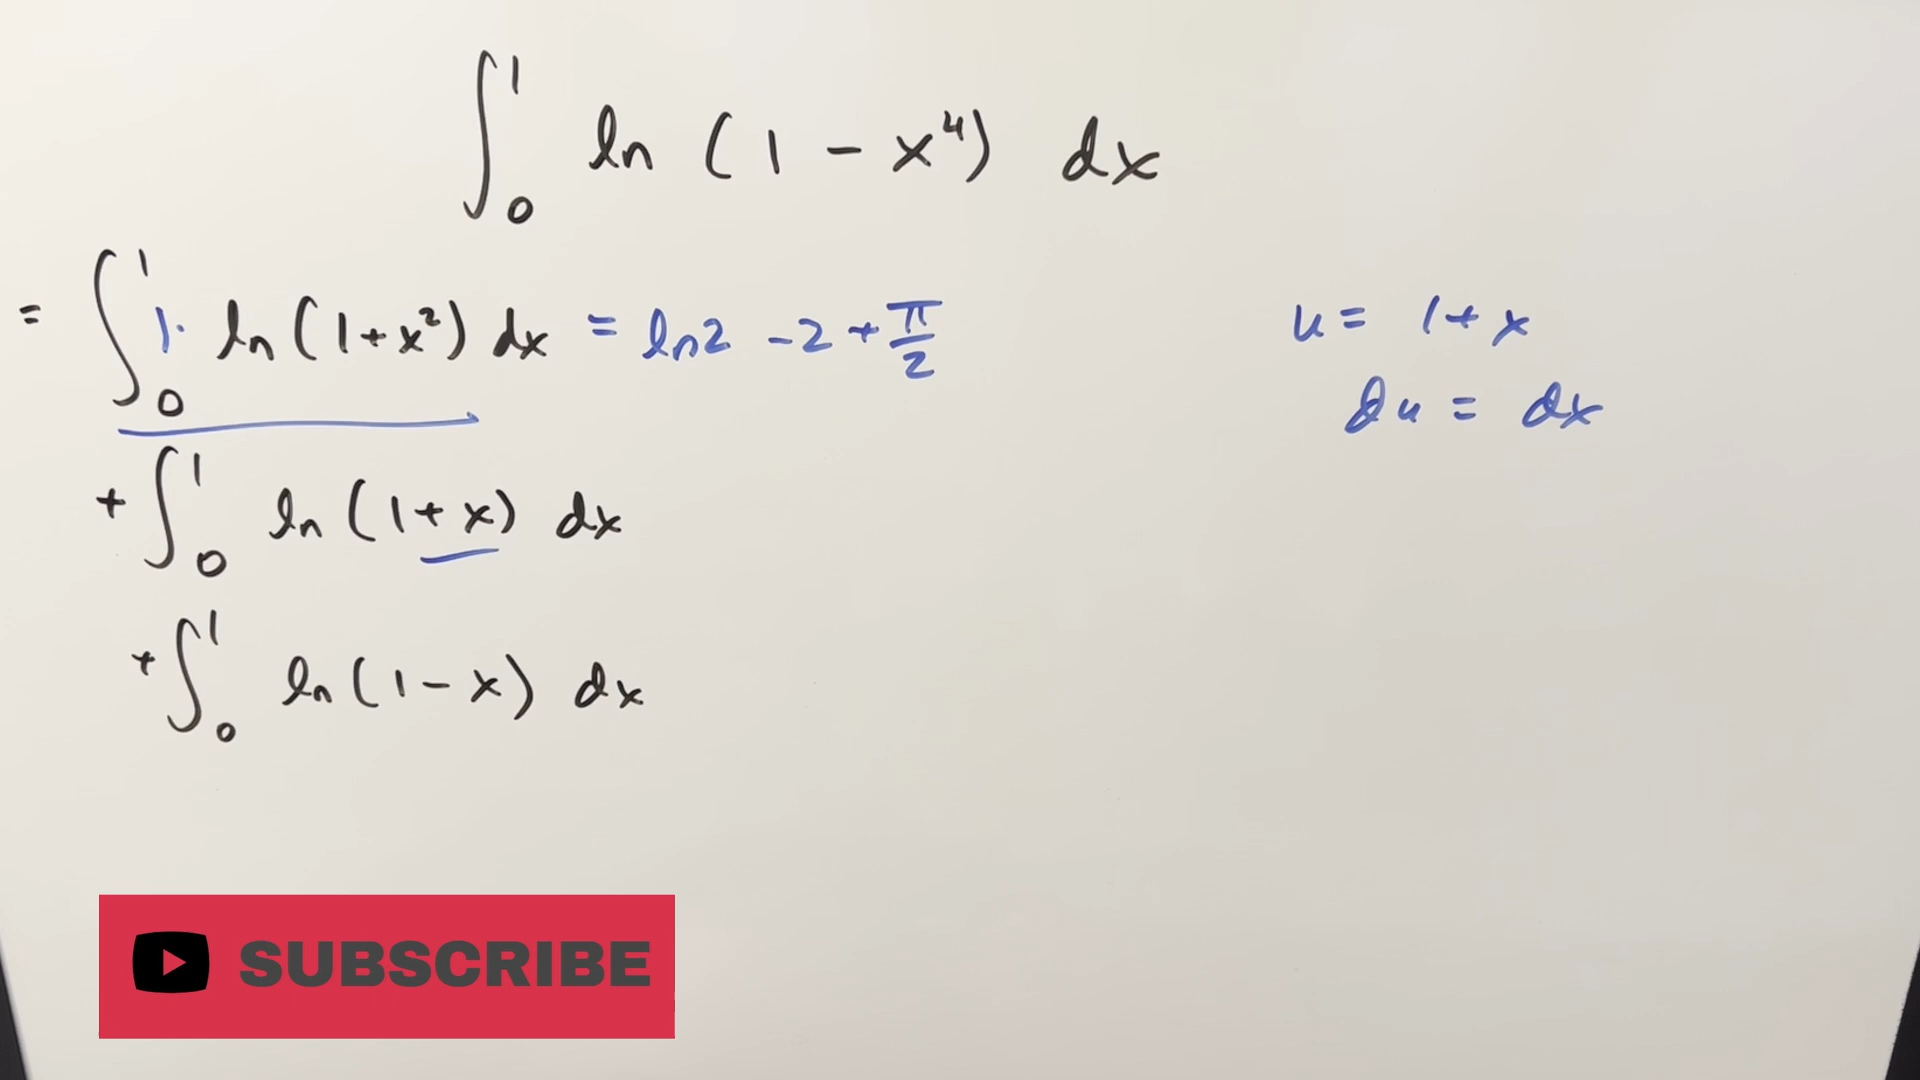 ∫₀¹ ln (1 - x⁴) dx
= ∫₀¹ 1· ln (1+x²) dx = ln2 - 2 + π/2
u = 1 + x
du = dx
+ ∫₀¹ ln (1+x) dx
+ ∫₀¹ ln (1-x) dx
SUBSCRIBE